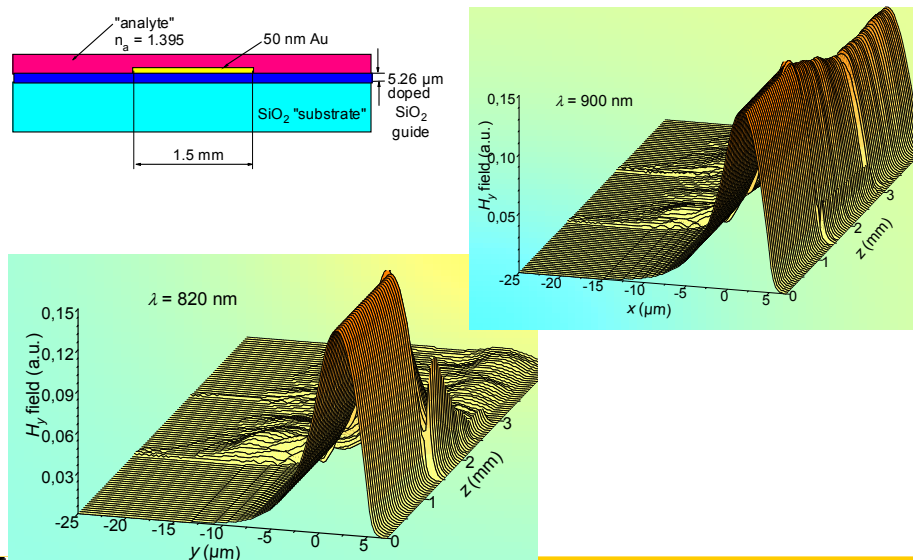 "analyte"
nₐ = 1.395
50 nm Au
5.26 µm
doped
SiO₂
guide
SiO₂ "substrate"
1.5 mm
λ = 900 nm
H_y field (a.u.)
0,15
0,10
0,05
-25
-20
-15
-10
-5
0
5
x (µm)
0
1
2
3
z (mm)
λ = 820 nm
H_y field (a.u.)
0,15
0,12
0,09
0,06
0,03
-25
-20
-15
-10
-5
0
5
y (µm)
0
1
2
3
z (mm)